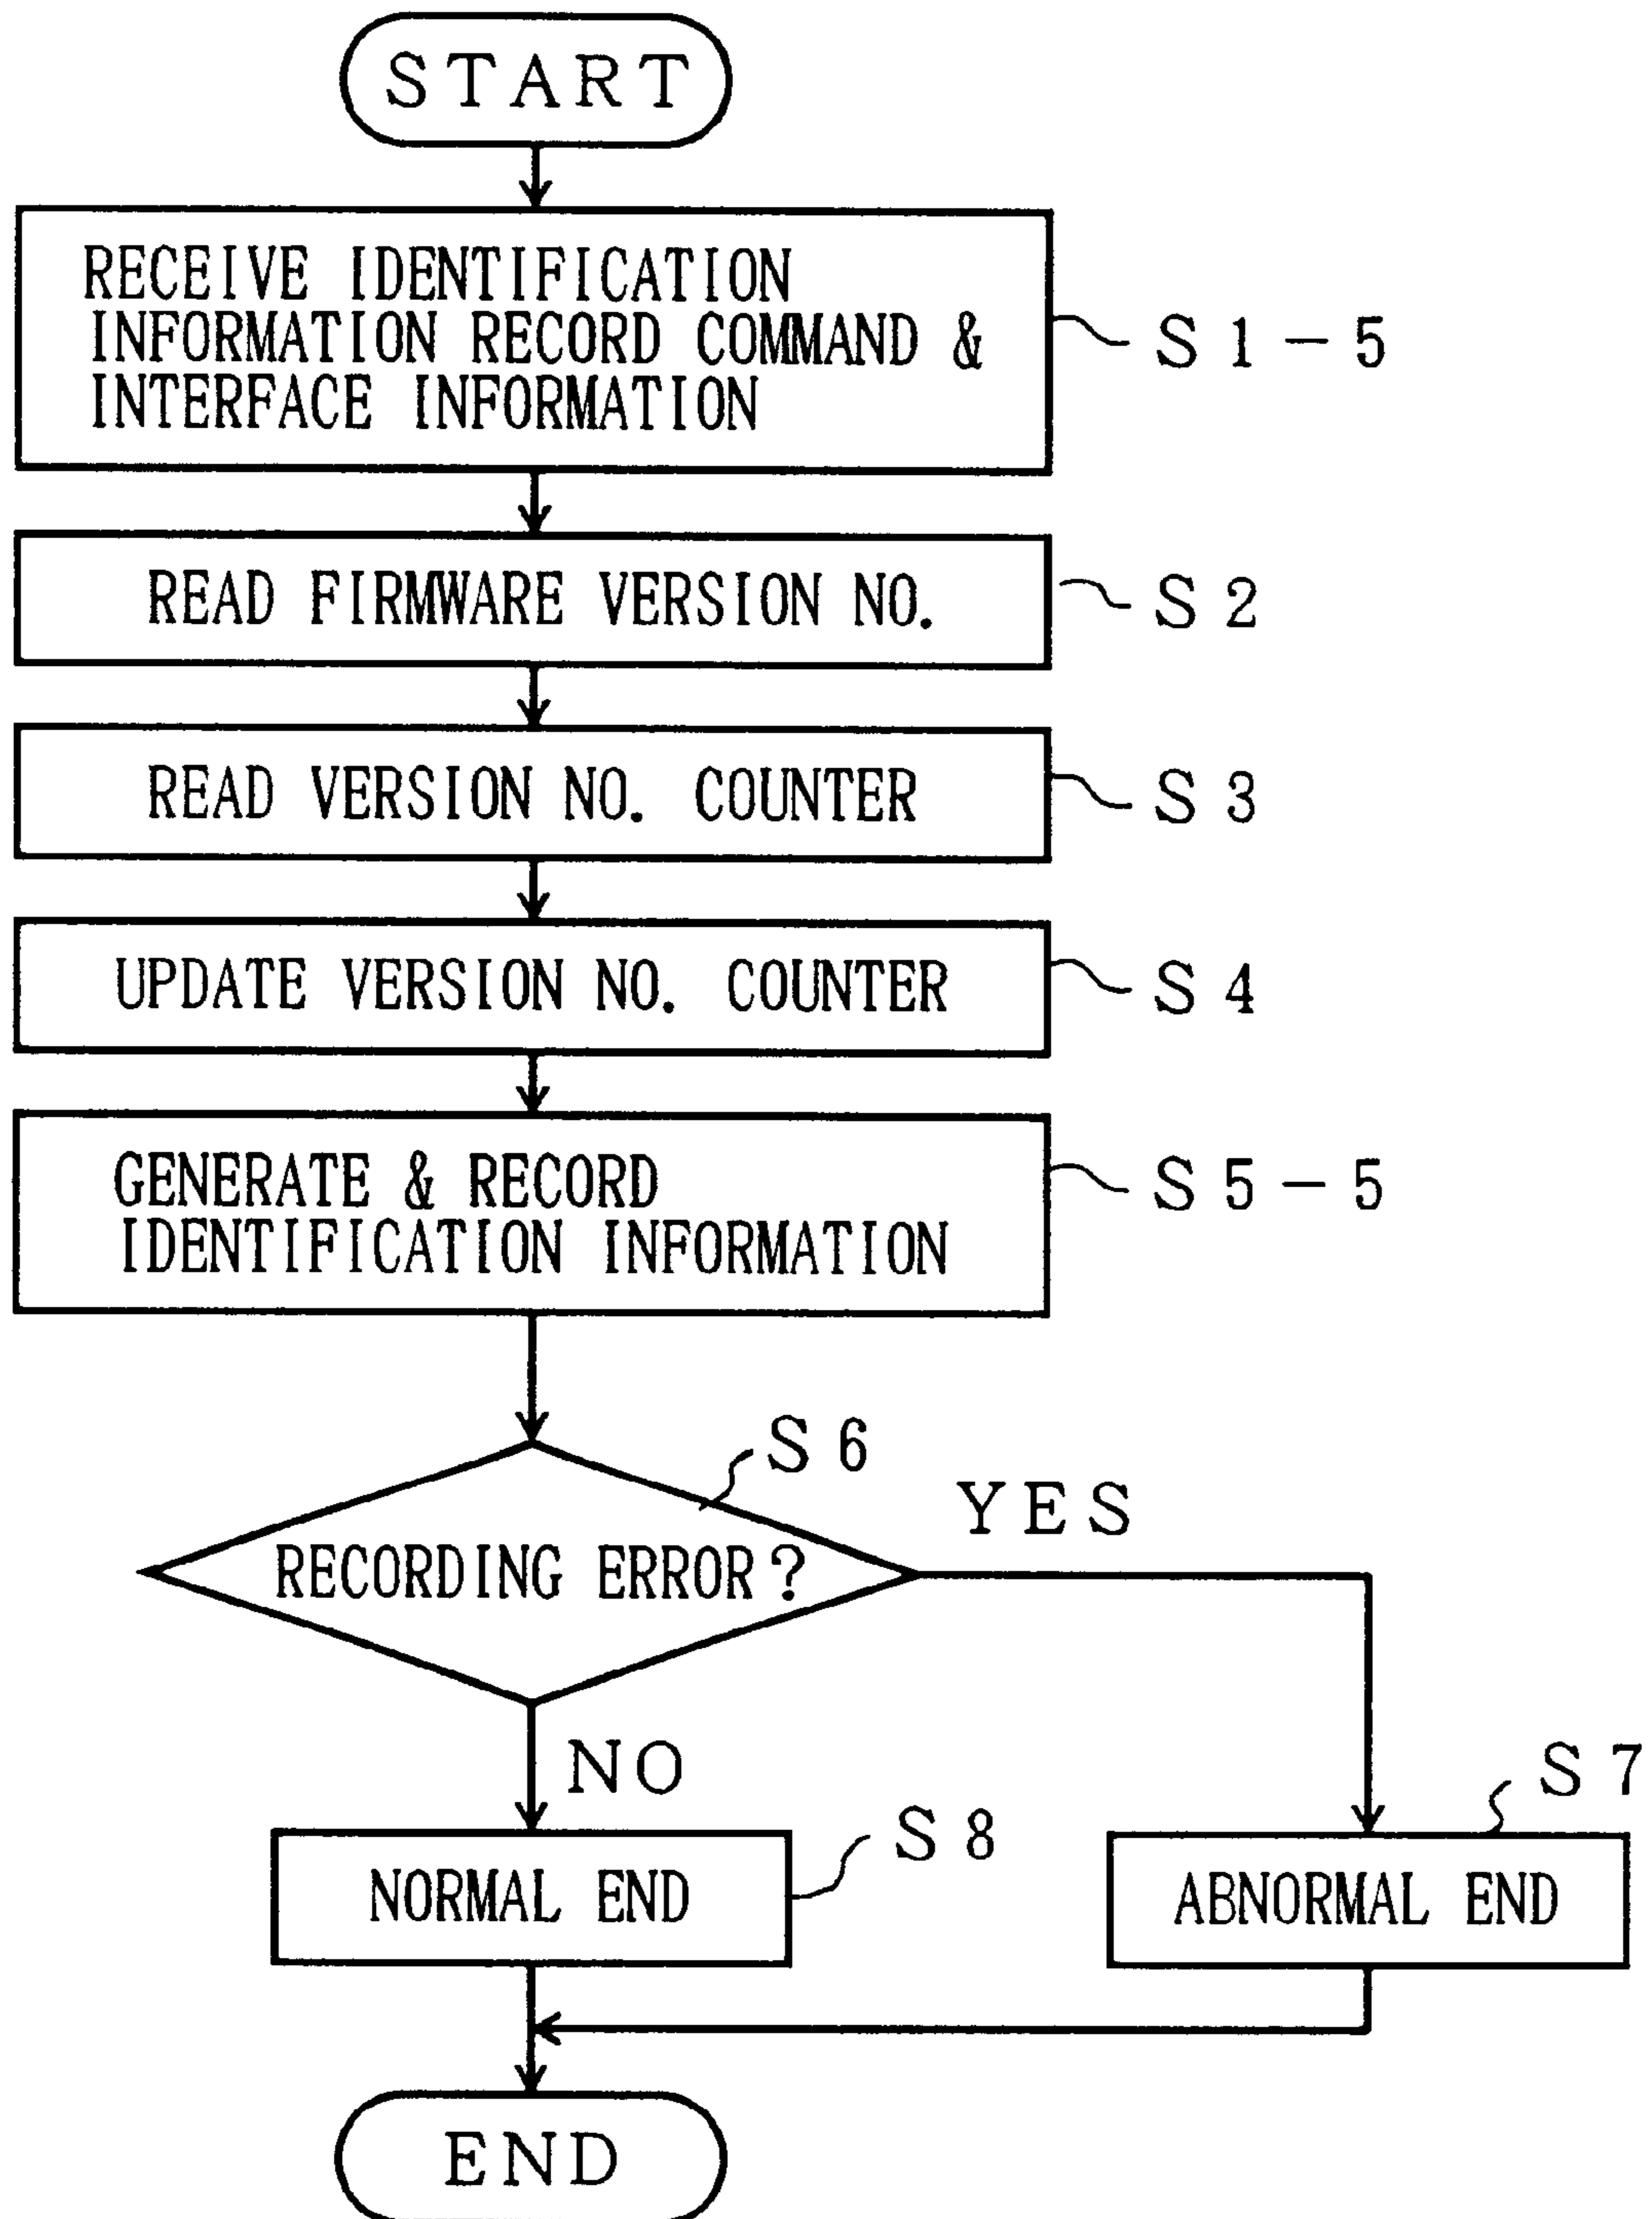 START
RECEIVE IDENTIFICATION
INFORMATION RECORD COMMAND &
INTERFACE INFORMATION
S1-5
READ FIRMWARE VERSION NO.
S2
READ VERSION NO. COUNTER
S3
UPDATE VERSION NO. COUNTER
S4
GENERATE & RECORD
IDENTIFICATION INFORMATION
S5-5
S6
RECORDING ERROR?
YES
NO
S7
S8
NORMAL END
ABNORMAL END
END